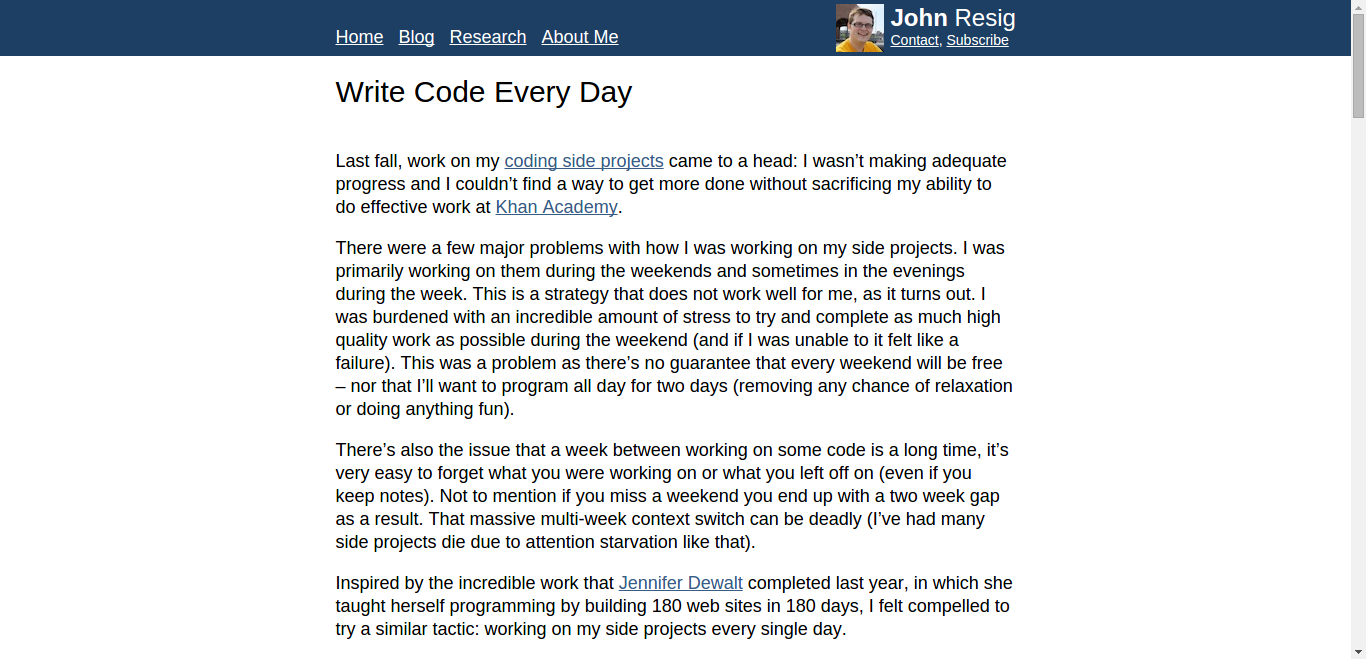 Home Blog Research About Me
John Resig
Contact, Subscribe
Write Code Every Day
Last fall, work on my coding side projects came to a head: I wasn’t making adequate
progress and I couldn’t find a way to get more done without sacrificing my ability to
do effective work at Khan Academy.
There were a few major problems with how I was working on my side projects. I was
primarily working on them during the weekends and sometimes in the evenings
during the week. This is a strategy that does not work well for me, as it turns out. I
was burdened with an incredible amount of stress to try and complete as much high
quality work as possible during the weekend (and if I was unable to it felt like a
failure). This was a problem as there’s no guarantee that every weekend will be free
– nor that I’ll want to program all day for two days (removing any chance of relaxation
or doing anything fun).
There’s also the issue that a week between working on some code is a long time, it’s
very easy to forget what you were working on or what you left off on (even if you
keep notes). Not to mention if you miss a weekend you end up with a two week gap
as a result. That massive multi-week context switch can be deadly (I’ve had many
side projects die due to attention starvation like that).
Inspired by the incredible work that Jennifer Dewalt completed last year, in which she
taught herself programming by building 180 web sites in 180 days, I felt compelled to
try a similar tactic: working on my side projects every single day.